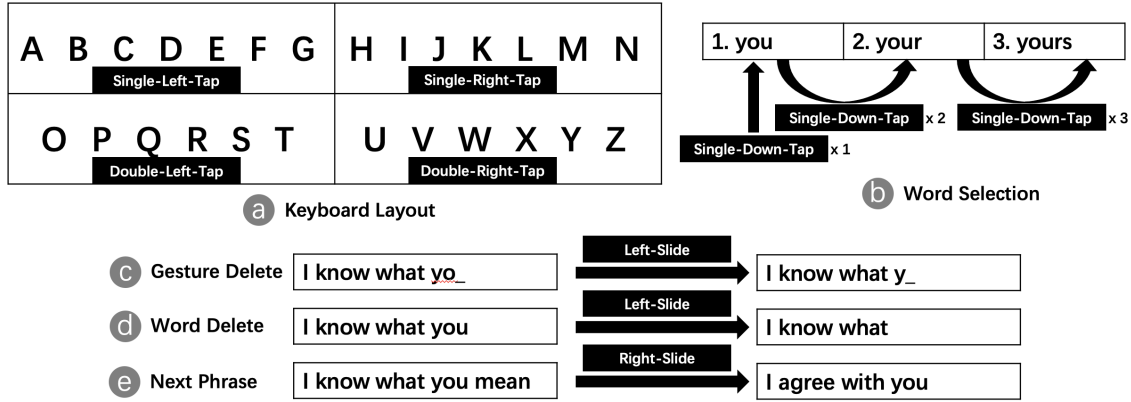 A B C D E F G
Single-Left-Tap
H I J K L M N
Single-Right-Tap
O P Q R S T
Double-Left-Tap
U V W X Y Z
Double-Right-Tap
a Keyboard Layout
1. you
2. your
3. yours
Single-Down-Tap x 2
Single-Down-Tap x 3
Single-Down-Tap x 1
b Word Selection
c Gesture Delete
I know what yo_
Left-Slide
I know what y_
d Word Delete
I know what you
Left-Slide
I know what
e Next Phrase
I know what you mean
Right-Slide
I agree with you